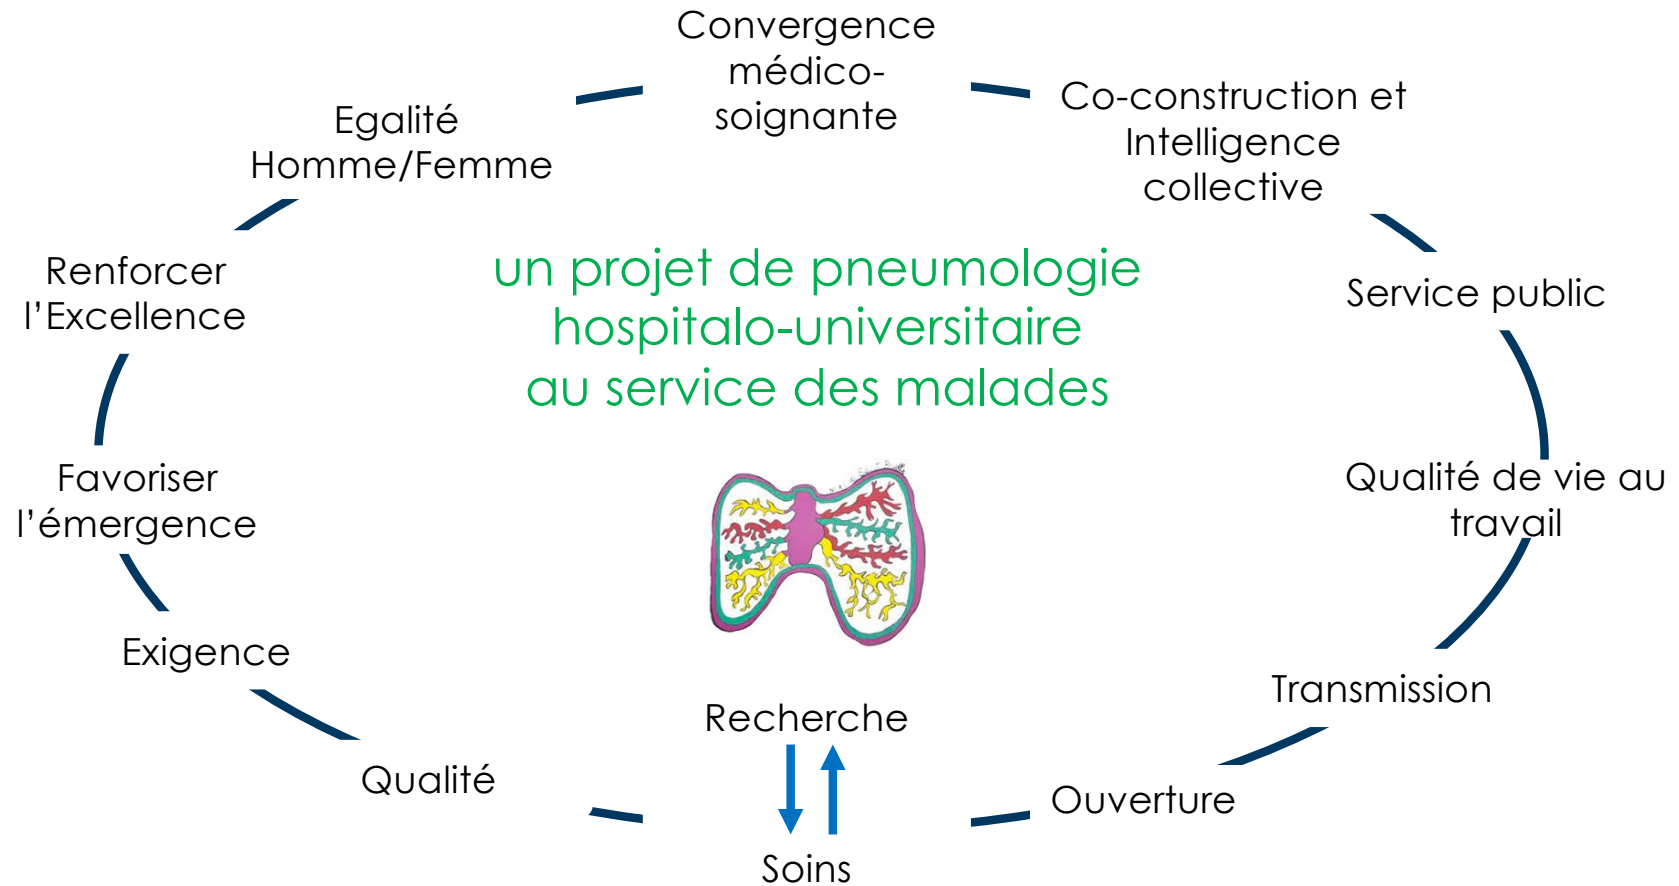 Convergence
médico-
soignante
Co-construction et
Intelligence
collective
Egalité
Homme/Femme
Renforcer
l’Excellence
un projet de pneumologie
hospitalo-universitaire
au service des malades
Service public
Favoriser
l’émergence
Qualité de vie au
travail
Exigence
Transmission
Recherche
Qualité
Ouverture
Soins